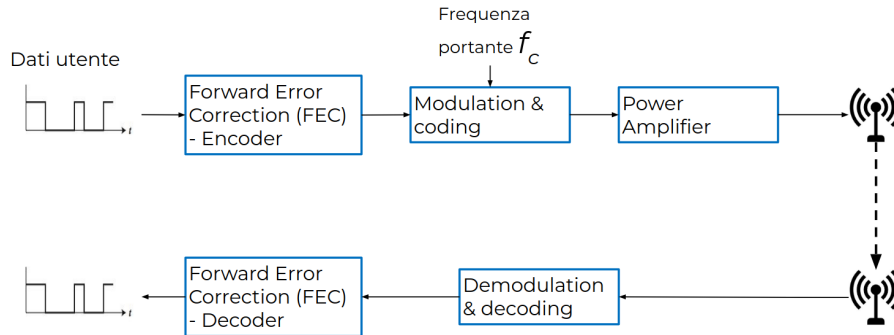 Frequenza
portante f_c
Dati utente
Forward Error
Correction (FEC)
- Encoder
Modulation &
coding
Power
Amplifier
t
Forward Error
Correction (FEC)
- Decoder
Demodulation
& decoding
t